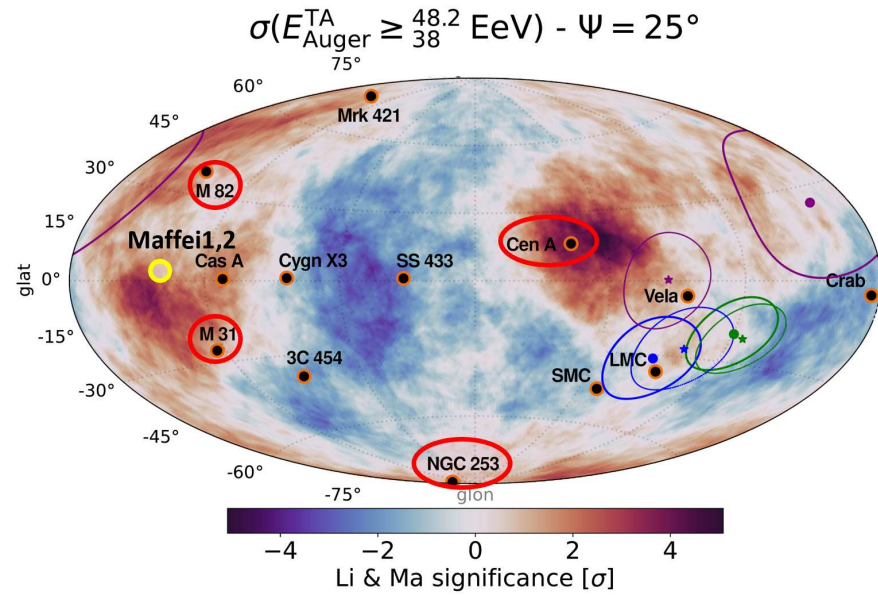 σ(E^TA_Auger ≥ ^48.2_38 EeV) - Ψ = 25°
75°
60°
Mrk 421
45°
30°
M 82
15°
Maffei1,2
Cen A
Cas A
Cygn X3
SS 433
glat
0°
Vela
Crab
-15°
M 31
3C 454
LMC
SMC
-30°
-45°
NGC 253
-60°
-75°
glon
−4
−2
0
2
4
Li & Ma significance [σ]